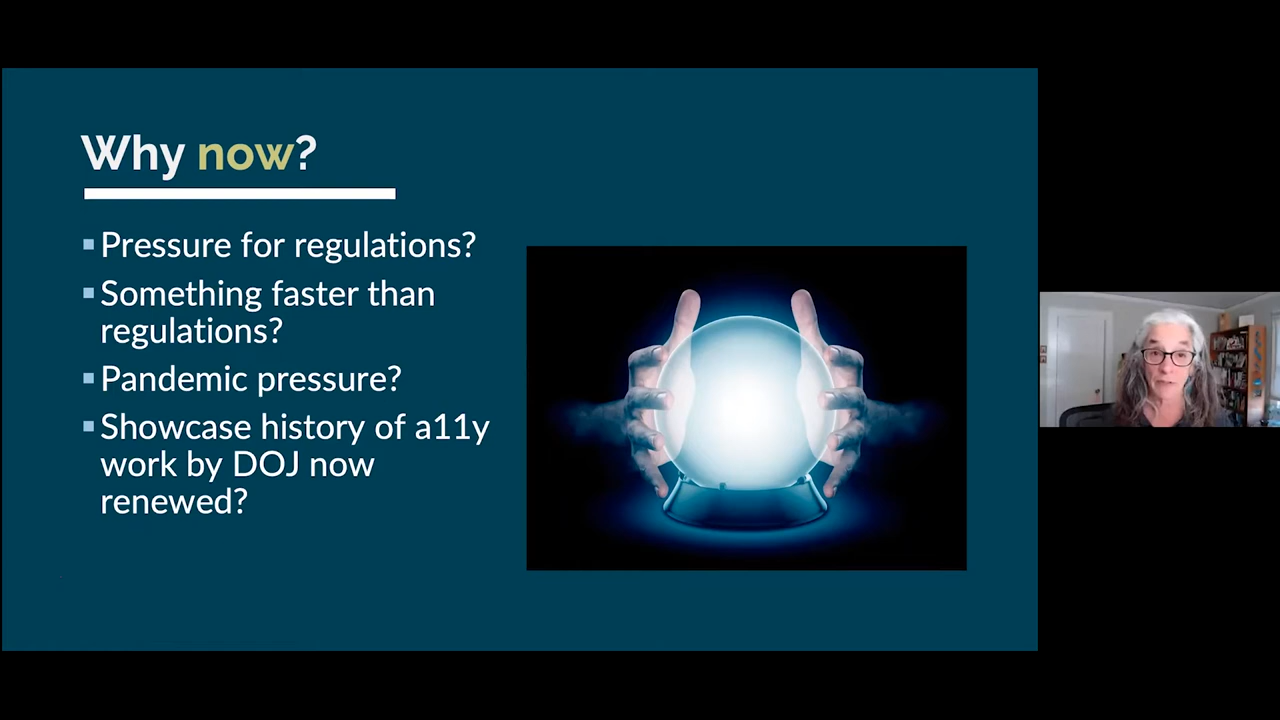 Why now?
▪ Pressure for regulations?
▪ Something faster than
regulations?
▪ Pandemic pressure?
▪ Showcase history of a11y
work by DOJ now
renewed?